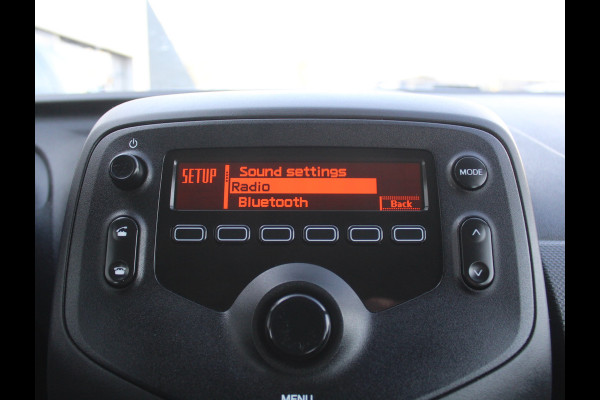 SETUP
Sound settings
Radio
Bluetooth
Back
MODE
MENU